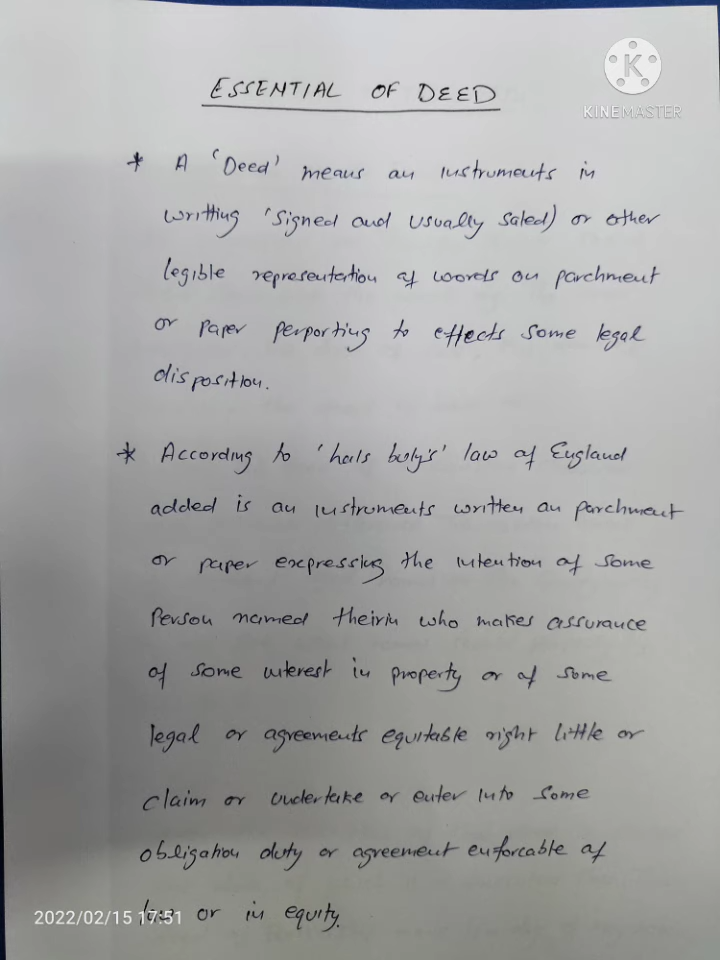 K
KINEMASTER
ESSENTIAL OF DEED
* A 'Deed' means an instruments in
writting 'signed and usually saled) or other
legible representation of words on parchment
or paper perporting to effects some legal
disposition.
* According to 'hals buly's' law of England
added is an instruments written an parchment
or paper expressing the intention of some
Person named theirin who makes assurance
of some interest in property or of some
legal or agreements equitable right little or
claim or undertake or enter into some
obligation duty or agreement enforcable of
law or in equity.
2022/02/15 17:51